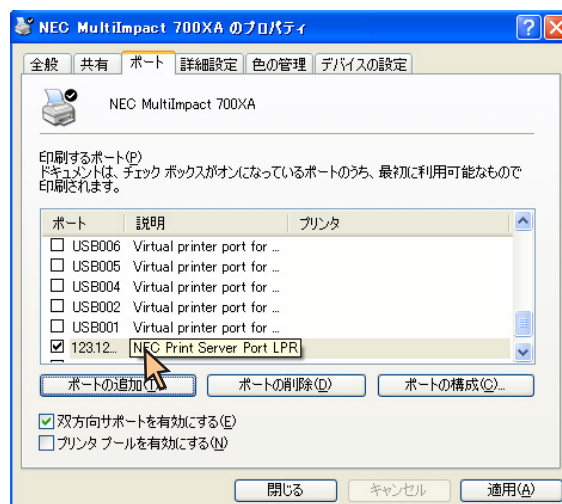 NEC MultiImpact 700XA のプロパティ
全般 共有 ポート 詳細設定 色の管理 デバイスの設定
NEC MultiImpact 700XA
印刷するポート(P)
ドキュメントは、チェック ボックスがオンになっているポートのうち、最初に利用可能なもので
印刷されます。
ポート 説明 プリンタ
USB006 Virtual printer port for ...
USB005 Virtual printer port for ...
USB004 Virtual printer port for ...
USB002 Virtual printer port for ...
USB001 Virtual printer port for ...
123.12... NEC Print Server Port LPR
ポートの追加 ポートの削除(D) ポートの構成(C)...
双方向サポートを有効にする(E)
プリンタ プールを有効にする(N)
閉じる キャンセル 適用(A)